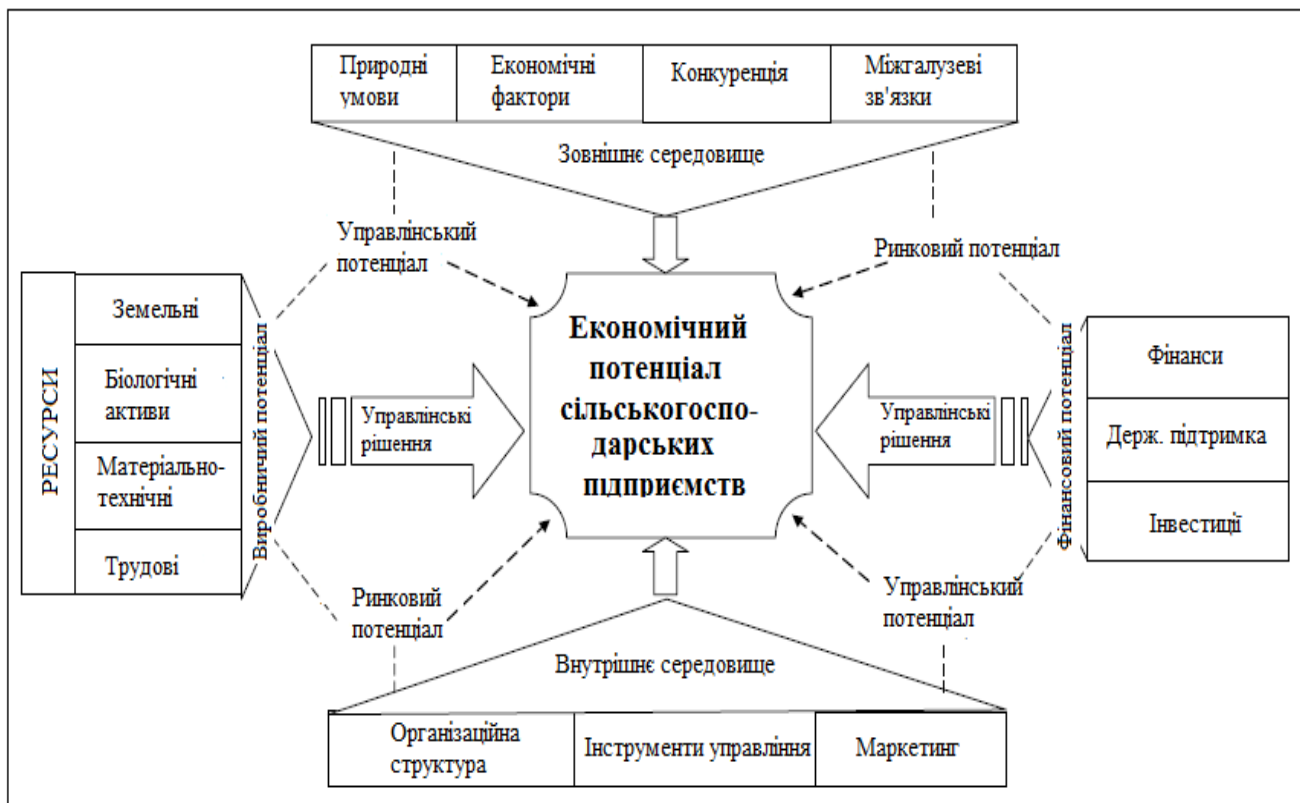 Природні
умови
Економічні
фактори
Конкуренція
Міжгалузеві
зв'язки
Зовнішнє середовище
Управлінський
потенціал
Ринковий потенціал
РЕСУРСИ
Земельні
Біологічні
активи
Матеріально-
технічні
Трудові
Виробничий потенціал
Управлінські
рішення
Економічний
потенціал
сільськогоспо-
дарських
підприємств
Управлінські
рішення
Фінансовий потенціал
Фінанси
Держ. підтримка
Інвестиції
Ринковий
потенціал
Управлінський
потенціал
Внутрішнє середовище
Організаційна
структура
Інструменти управління
Маркетинг